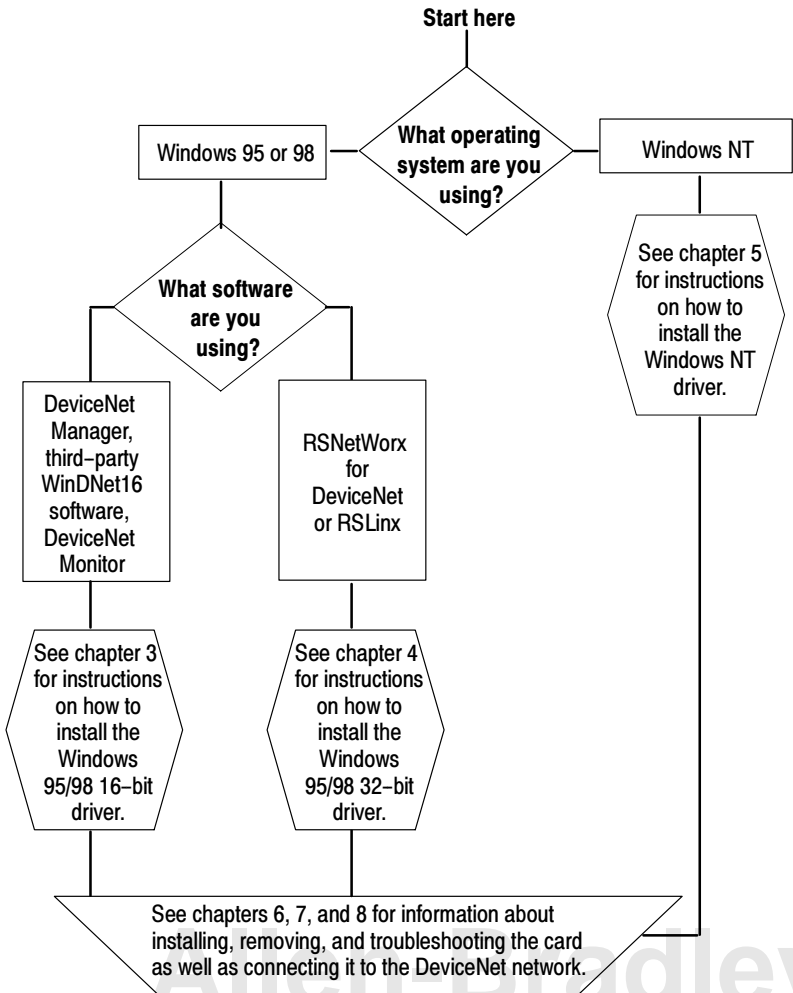 Start here
What operating
system are you
using?
Windows 95 or 98
Windows NT
See chapter 5
for instructions
on how to
install the
Windows NT
driver.
What software
are you
using?
DeviceNet
Manager,
third-party
WinDNet16
software,
DeviceNet
Monitor
RSNetWorx
for
DeviceNet
or RSLinx
See chapter 3
for instructions
on how to
install the
Windows
95/98 16-bit
driver.
See chapter 4
for instructions
on how to
install the
Windows
95/98 32-bit
driver.
See chapters 6, 7, and 8 for information about
installing, removing, and troubleshooting the card
as well as connecting it to the DeviceNet network.
Allen-Bradley